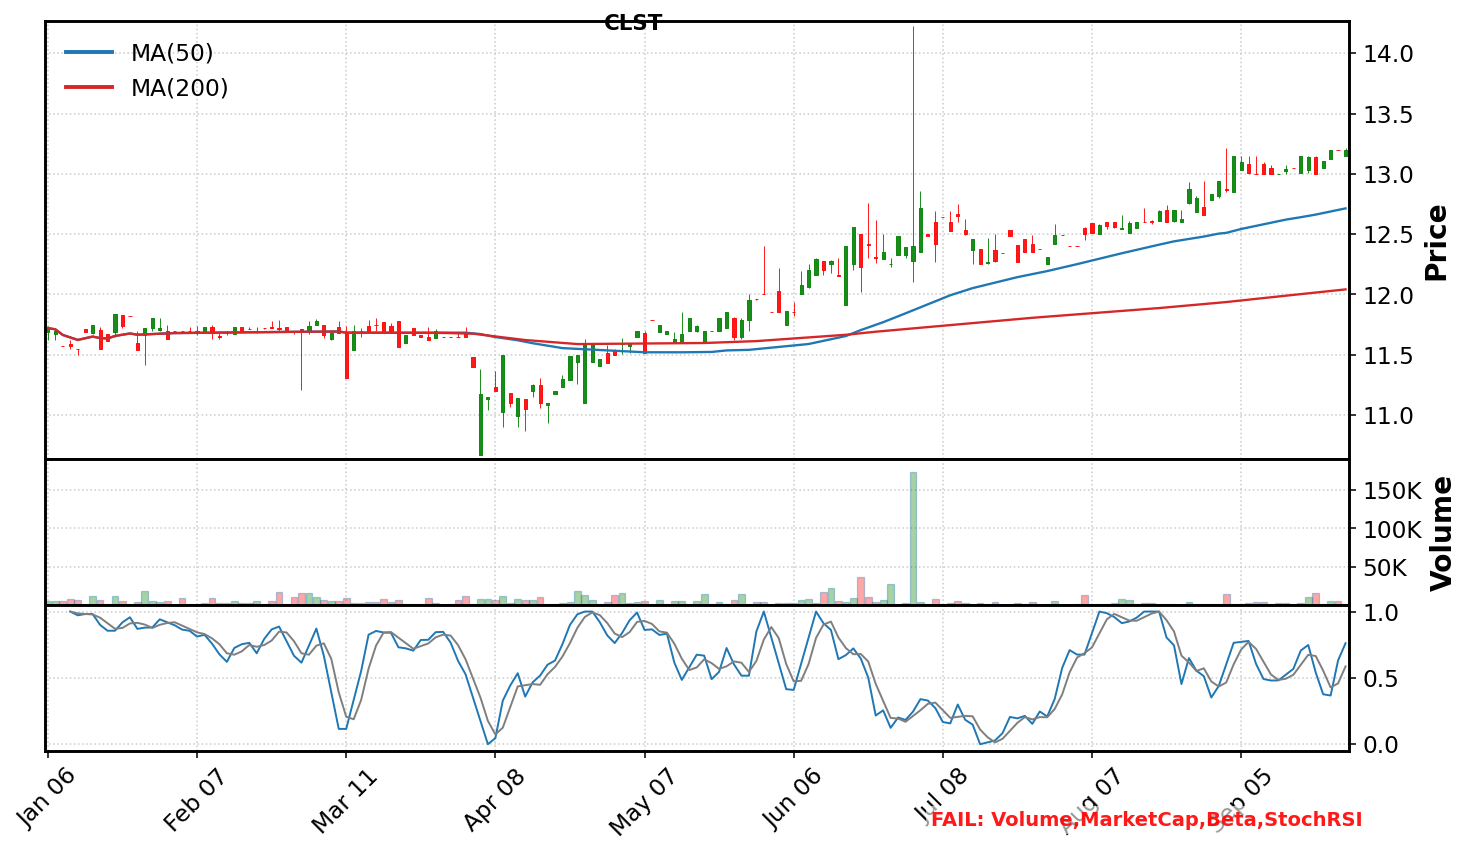 CLST
MA(50)
MA(200)
14.0
13.5
13.0
12.5
12.0
11.5
11.0
Price
150K
100K
50K
Volume
1.0
0.5
0.0
Jan 06
Feb 07
Mar 11
Apr 08
May 07
Jun 06
Jul 08
Aug 07
Sep 05
FAIL: Volume,MarketCap,Beta,StochRSI